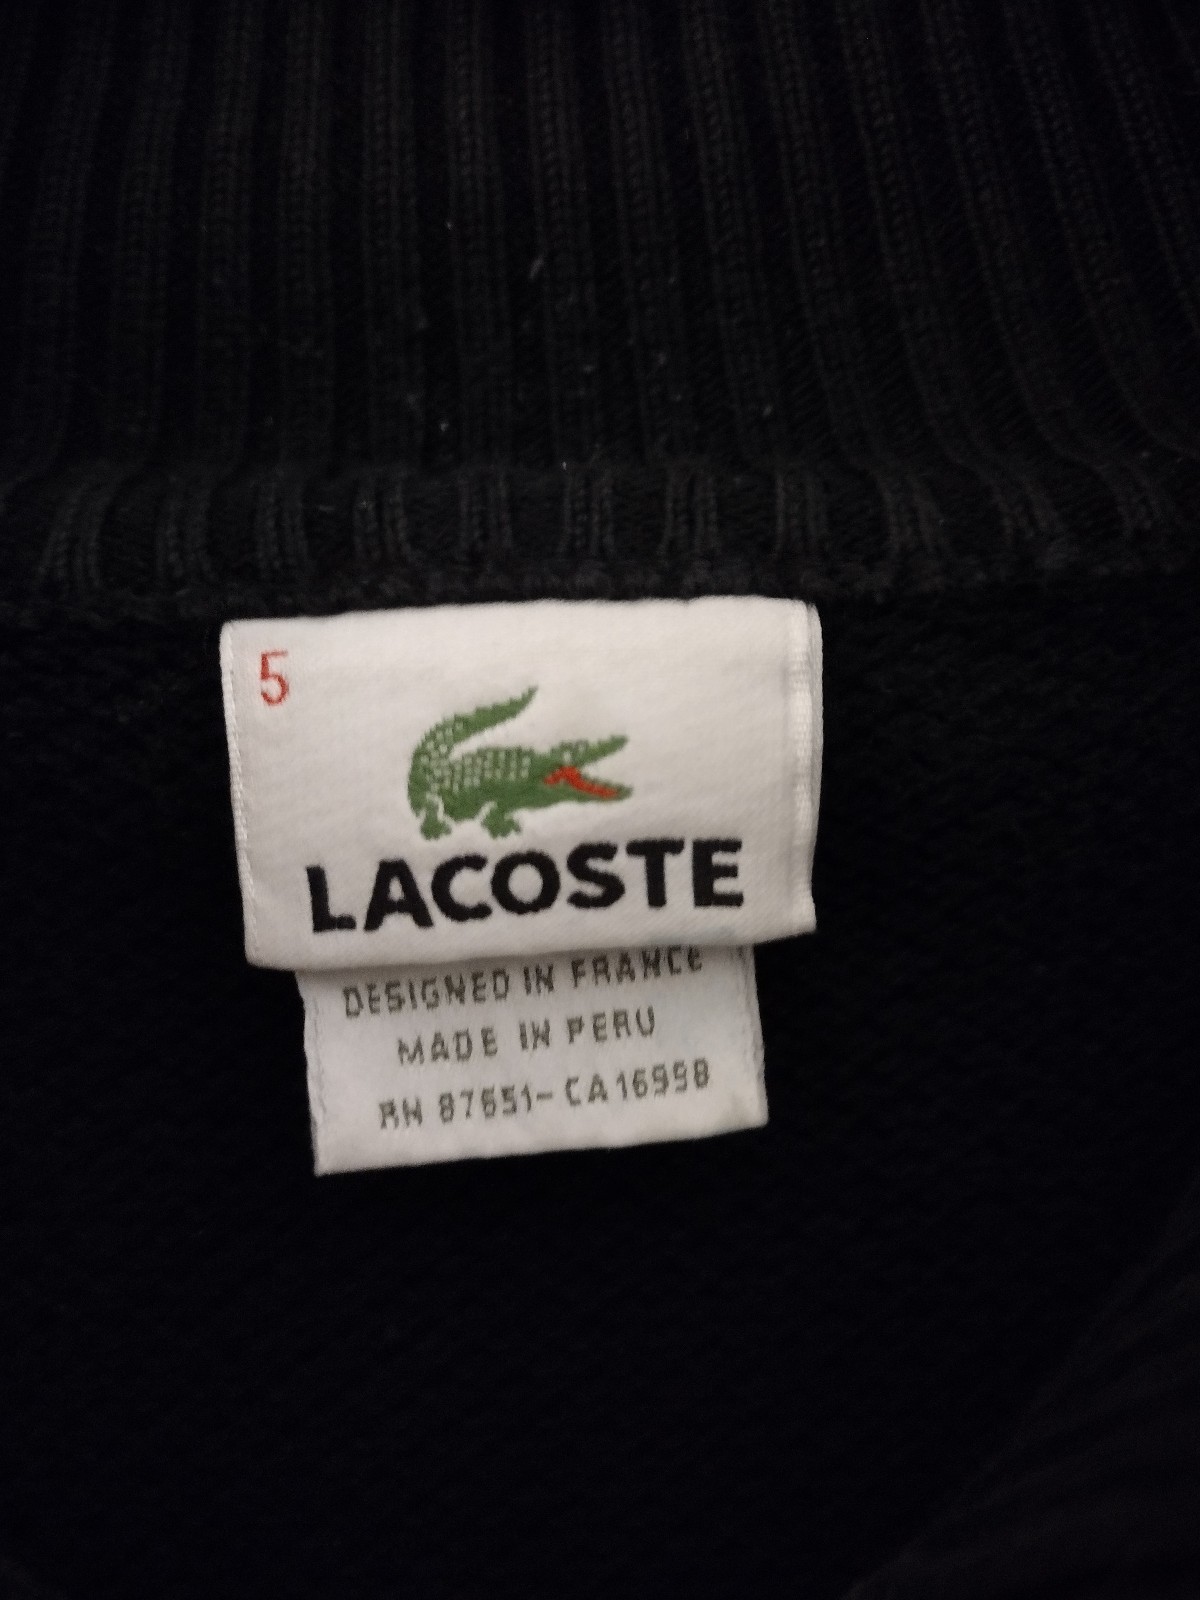 5
LACOSTE
DESIGNED IN FRANCE
MADE IN PERU
RN 87651-CA16998